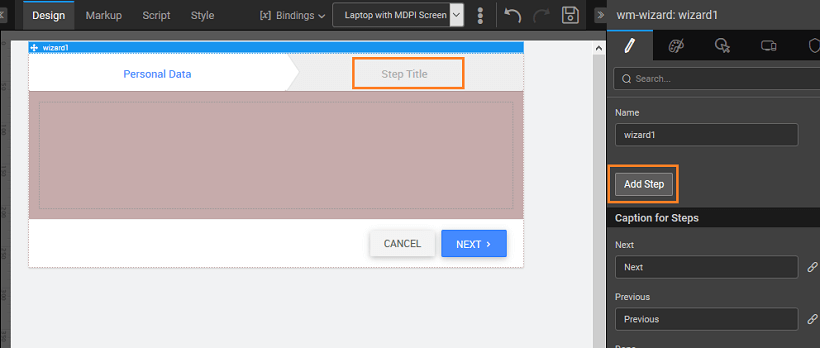 Design Markup Script Style [x] Bindings Laptop with MDPI Screen
wm-wizard: wizard1
wizard1
Personal Data
Step Title
CANCEL
NEXT
Search...
Name
wizard1
Add Step
Caption for Steps
Next
Next
Previous
Previous